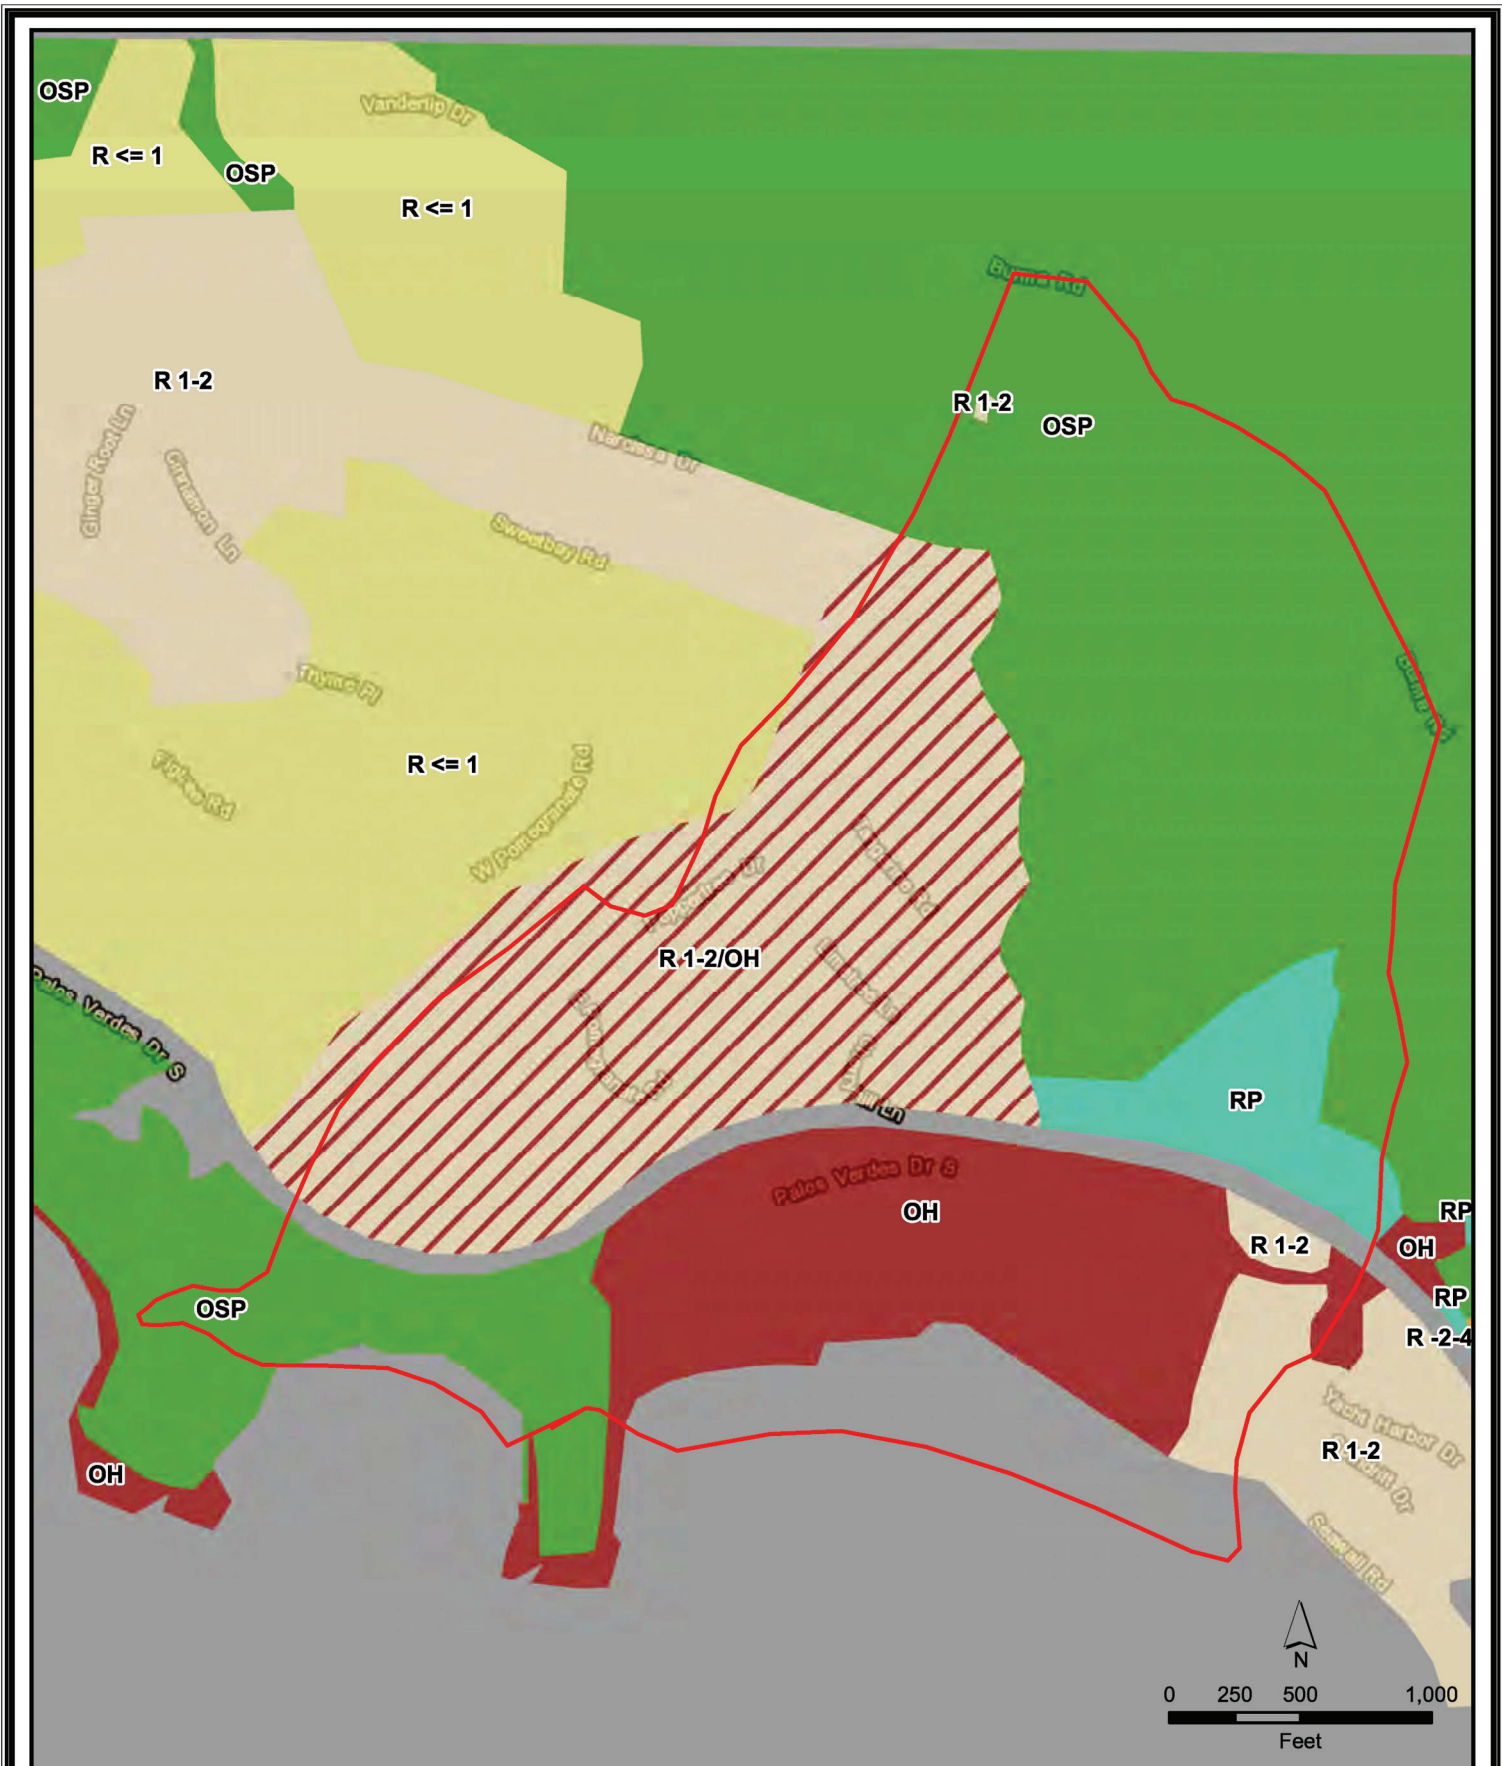 OSP
Vanderlip Dr
R <= 1
OSP
R <= 1
R 1-2
R 1-2
OSP
Ginger Root Ln
Cinnamon Ln
Narcissa Dr
Sweetbay Rd
Thyme Pl
R <= 1
Figtree Rd
W Pomegranate Rd
R 1-2/OH
Palos Verdes Dr S
Ln
RP
Palos Verdes Dr S
OH
RP
R 1-2
OH
RP
OSP
R -2-4
Yacht Harbor Dr
R 1-2
Dr
OH
Seawall Rd
N
0 250 500 1,000
Feet